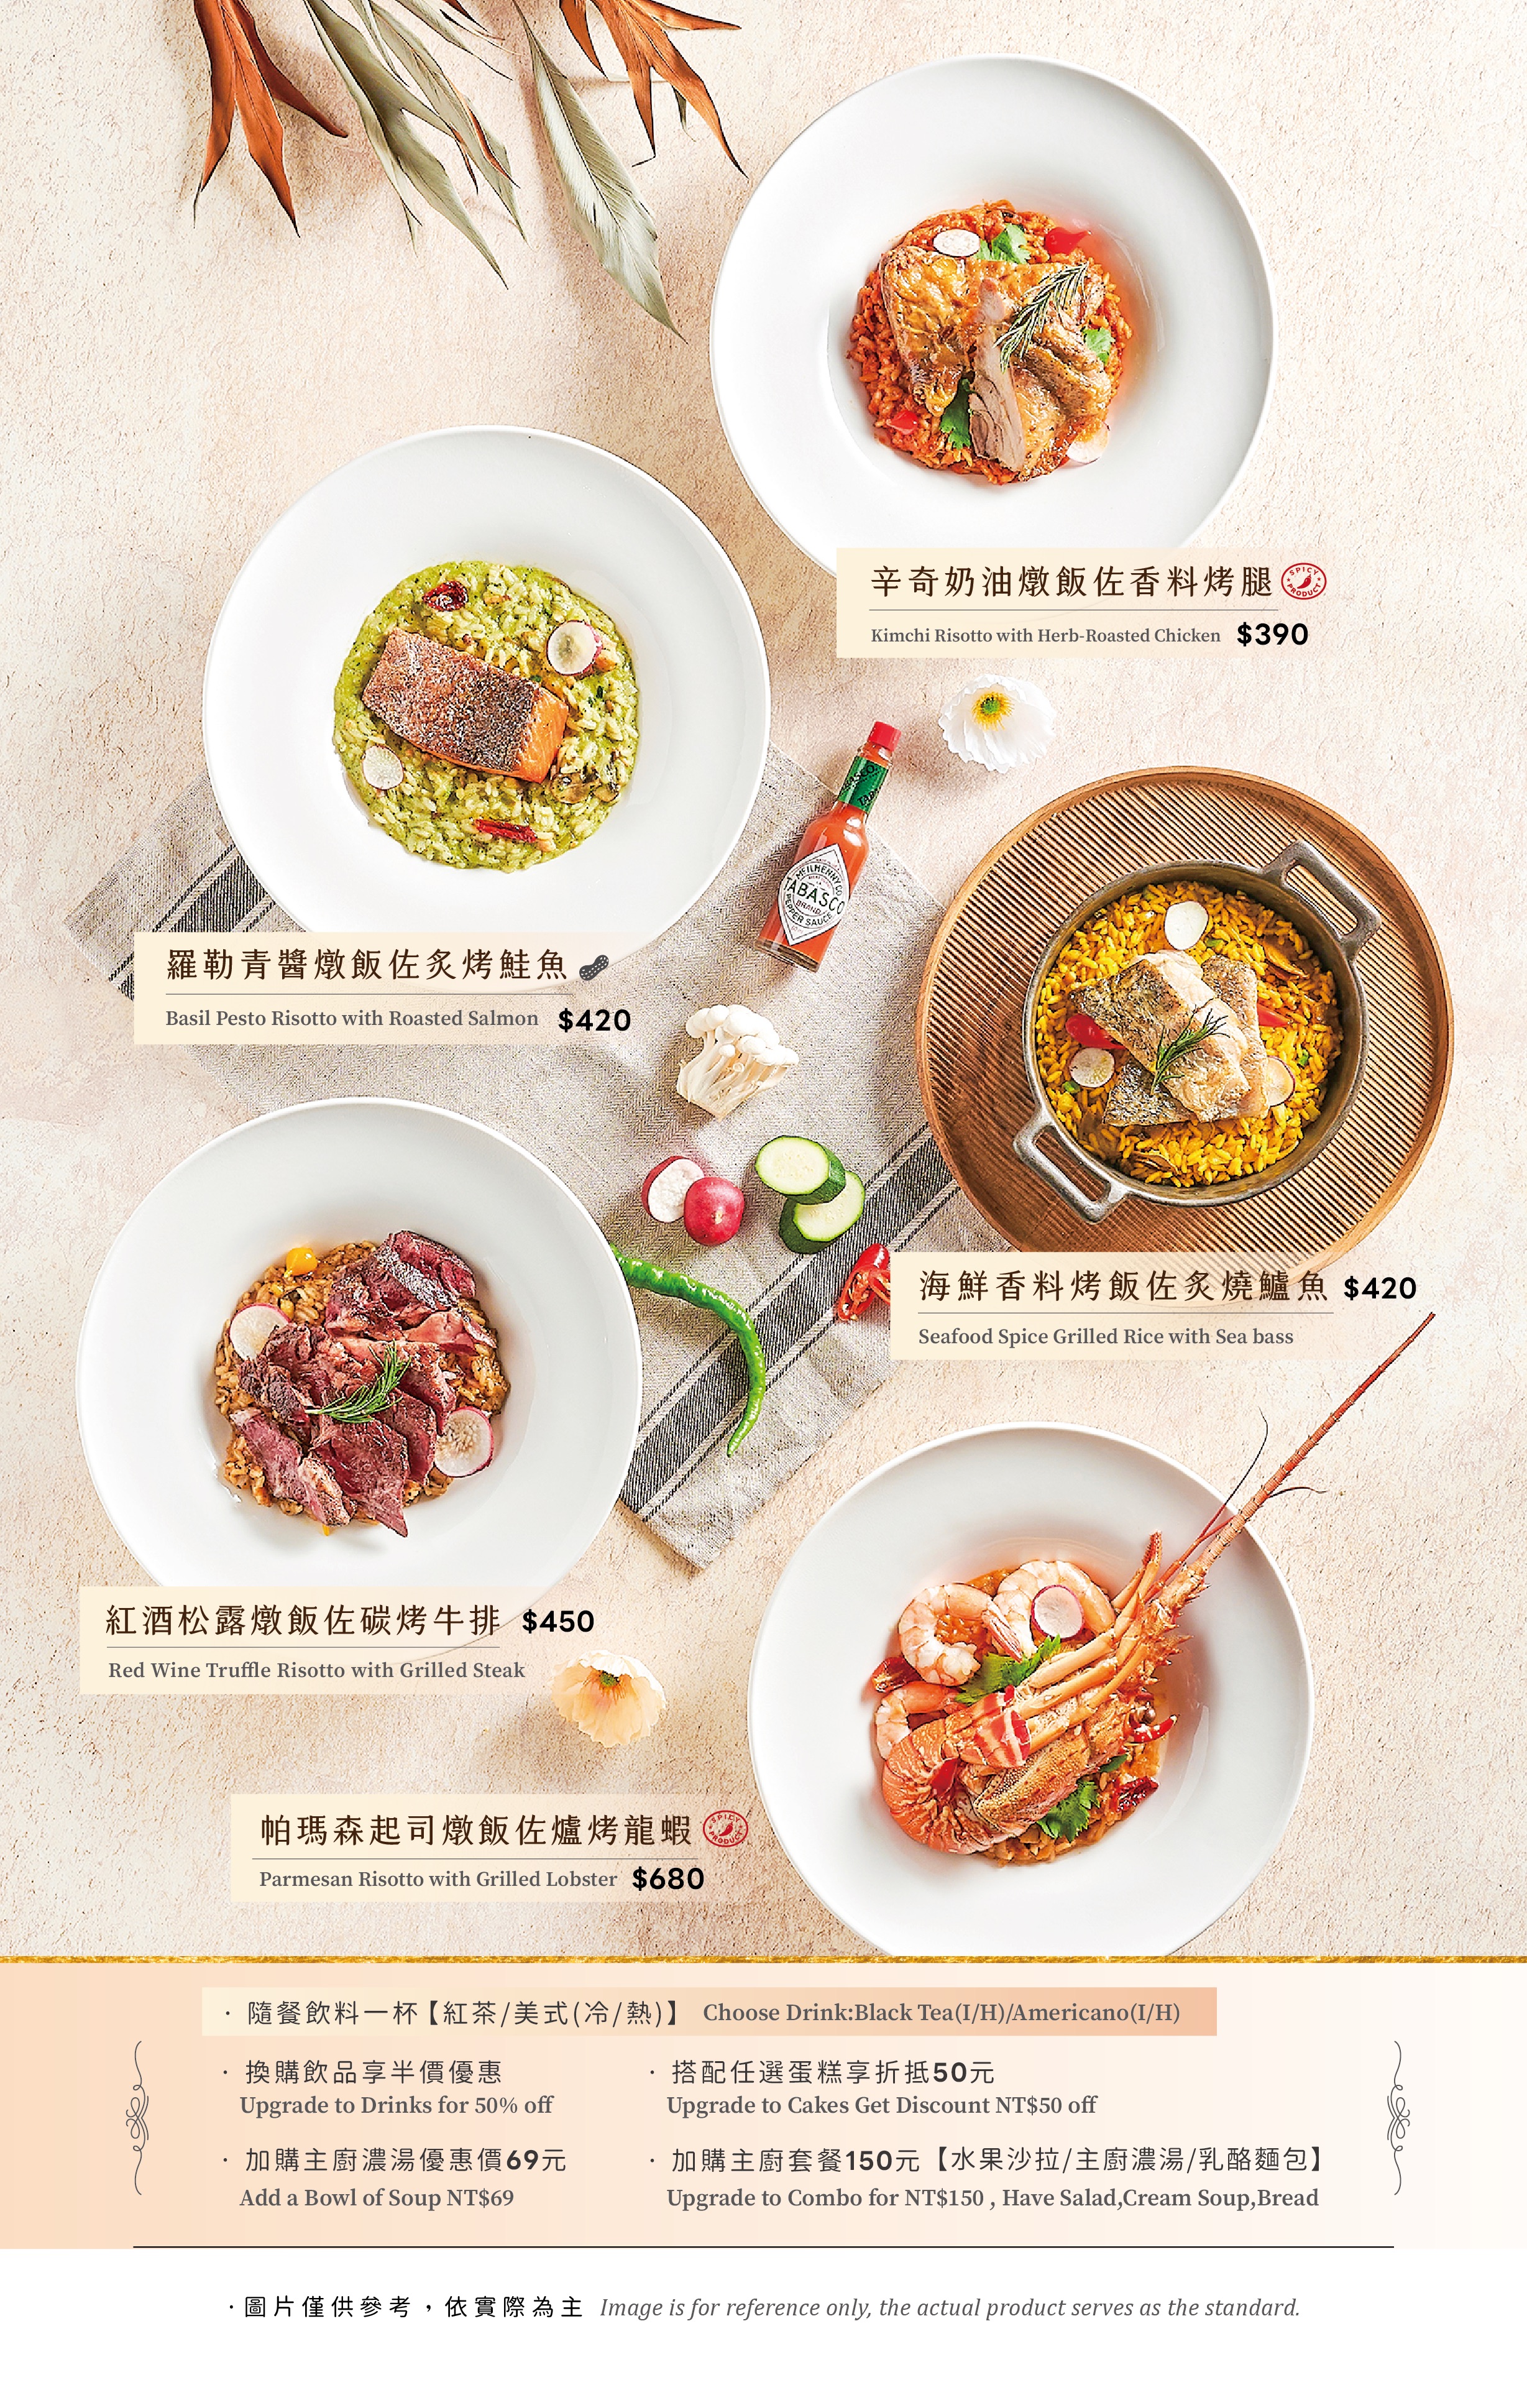 辛奇奶油燉飯佐香料烤腿 SPICY PRODUCT
Kimchi Risotto with Herb-Roasted Chicken $390
TABASCO
McILHENNY CO
TABASCO
BRAND
PEPPER SAUCE
羅勒青醬燉飯佐炙烤鮭魚
Basil Pesto Risotto with Roasted Salmon $420
海鮮香料烤飯佐炙燒鱸魚 $420
Seafood Spice Grilled Rice with Sea bass
紅酒松露燉飯佐碳烤牛排 $450
Red Wine Truffle Risotto with Grilled Steak
帕瑪森起司燉飯佐爐烤龍蝦 SPICY PRODUCT
Parmesan Risotto with Grilled Lobster $680
· 隨餐飲料一杯【紅茶/美式(冷/熱)】 Choose Drink:Black Tea(I/H)/Americano(I/H)
· 換購飲品享半價優惠
Upgrade to Drinks for 50% off
· 搭配任選蛋糕享折抵50元
Upgrade to Cakes Get Discount NT$50 off
· 加購主廚濃湯優惠價69元
Add a Bowl of Soup NT$69
· 加購主廚套餐150元【水果沙拉/主廚濃湯/乳酪麵包】
Upgrade to Combo for NT$150 , Have Salad,Cream Soup,Bread
· 圖片僅供參考，依實際為主 Image is for reference only, the actual product serves as the standard.